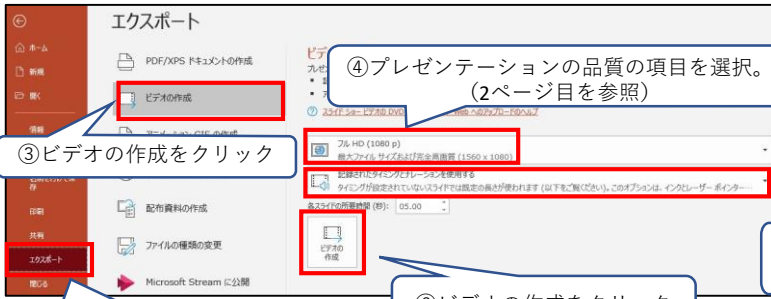 エクスポート
ホーム
新規
開く
情報
印刷
共有
エクスポート
閉じる
PDF/XPS ドキュメントの作成
ビデオの作成
配布資料の作成
ファイルの種類の変更
Microsoft Stream に公開
④プレゼンテーションの品質の項目を選択。
(2ページ目を参照)
③ビデオの作成をクリック
フル HD (1080 p)
最大ファイル サイズおよび完全高画質 (1560 x 1080)
記録されたタイミングとナレーションを使用する
タイミングが設定されていないスライドでは既定の長さが使われます (以下をご覧ください)。このオプションは、インクとレーザー ポインター…
各スライドの所要時間 (秒): 05.00
ビデオの
作成